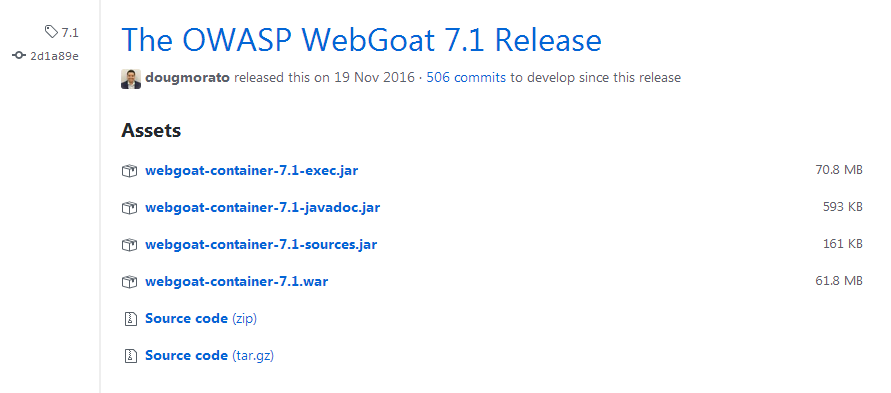 7.1
2d1a89e
The OWASP WebGoat 7.1 Release
dougmorato released this on 19 Nov 2016 · 506 commits to develop since this release
Assets
webgoat-container-7.1-exec.jar 70.8 MB
webgoat-container-7.1-javadoc.jar 593 KB
webgoat-container-7.1-sources.jar 161 KB
webgoat-container-7.1.war 61.8 MB
Source code (zip)
Source code (tar.gz)